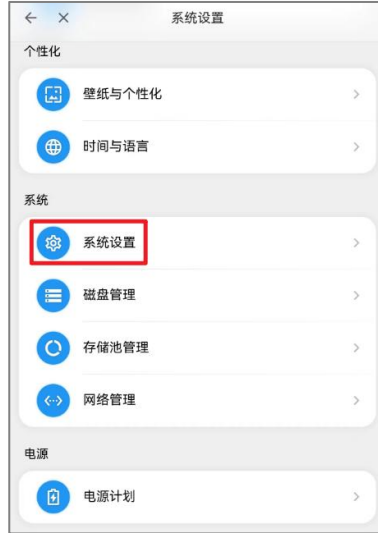 系统设置
个性化
壁纸与个性化
时间与语言
系统
系统设置
磁盘管理
存储池管理
网络管理
电源
电源计划